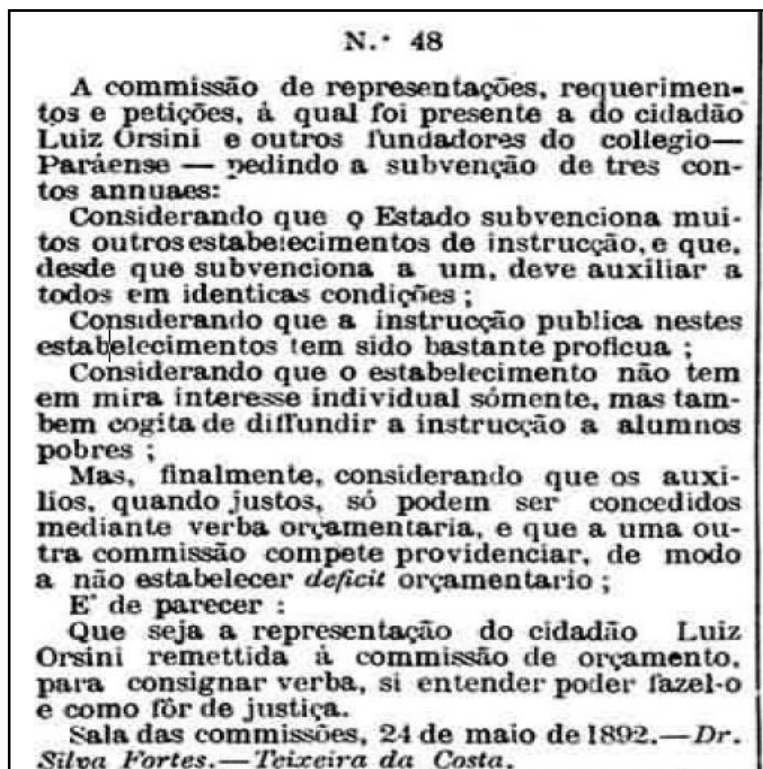 N.· 48
A commissão de representações, requerimen-
tos e petições, á qual foi presente a do cidadão
Luiz Orsini e outros fundadores do collegio—
Paráense — pedindo a subvenção de tres con-
tos annuaes:
Considerando que o Estado subvenciona mui-
tos outros estabelecimentos de instrucção, e que,
desde que subvenciona a um, deve auxiliar a
todos em identicas condições ;
Considerando que a instrucção publica nestes
estabelecimentos tem sido bastante proficua ;
Considerando que o estabelecimento não tem
em mira interesse individual sómente, mas tam-
bem cogita de diffundir a instrucção a alumnos
pobres ;
Mas, finalmente, considerando que os auxi-
lios, quando justos, só podem ser concedidos
mediante verba orçamentaria, e que a uma ou-
tra commissão compete providenciar, de modo
a não estabelecer deficit orçamentario ;
E' de parecer :
Que seja a representação do cidadão Luiz
Orsini remettida á commissão de orçamento,
para consignar verba, si entender poder fazel-o
e como fôr de justiça.
Sala das commissões, 24 de maio de 1892.—Dr.
Silva Fortes.—Teixeira da Costa.